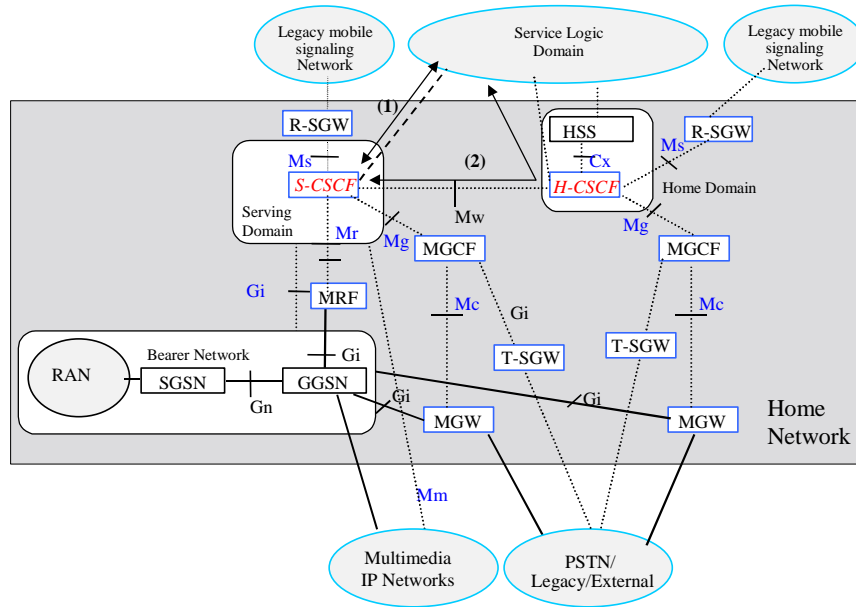 Legacy mobile
signaling
Network
Service Logic
Domain
Legacy mobile
signaling
Network
(1)
R-SGW
HSS
R-SGW
Ms
(2)
Cx
Ms
S-CSCF
H-CSCF
Home Domain
Serving
Domain
Mw
Mr
Mg
Mg
MGCF
MGCF
Gi
MRF
Gi
Mc
Mc
Bearer Network
Gi
T-SGW
T-SGW
RAN
SGSN
GGSN
Gn
Gi
Gi
MGW
MGW
Home
Network
Mm
Multimedia
IP Networks
PSTN/
Legacy/External